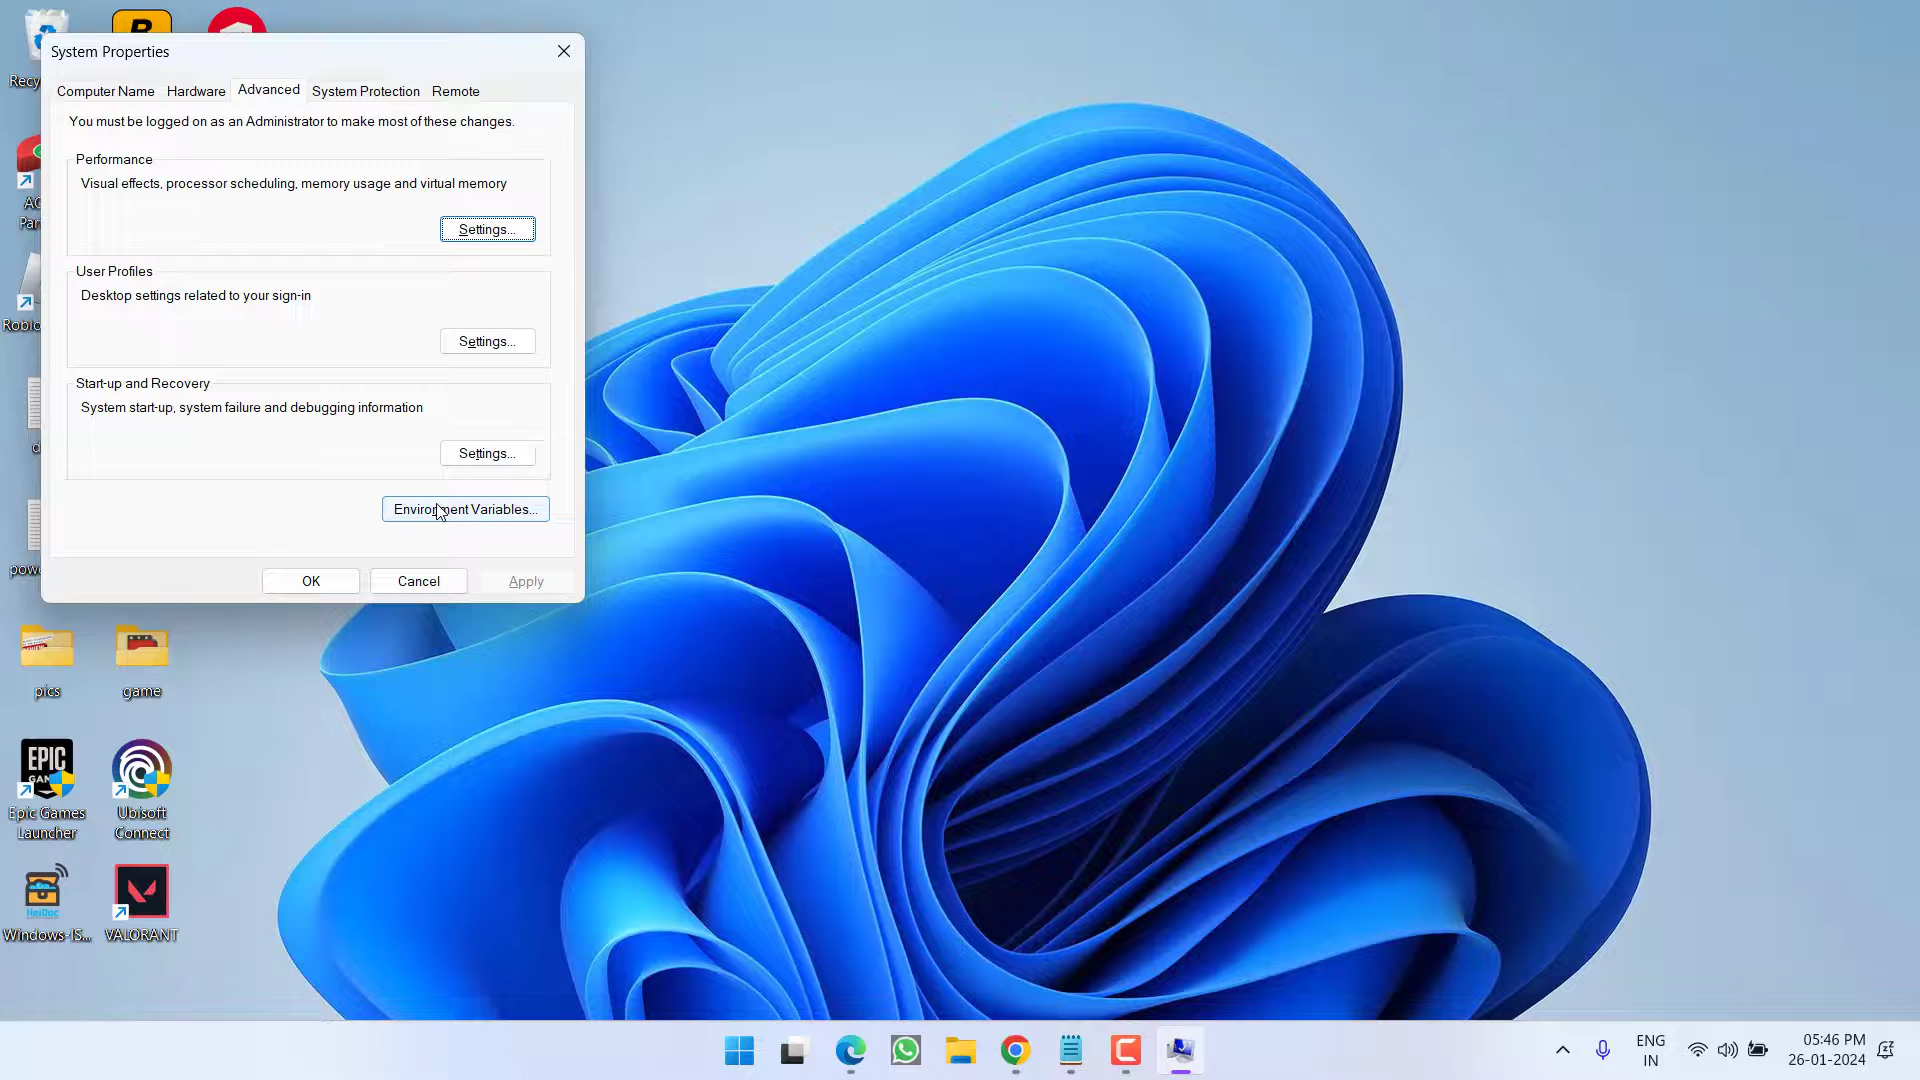 System Properties
Computer Name
Hardware
Advanced
System Protection
Remote
You must be logged on as an Administrator to make most of these changes.
Performance
Visual effects, processor scheduling, memory usage and virtual memory
Settings...
User Profiles
Desktop settings related to your sign-in
Settings...
Start-up and Recovery
System start-up, system failure and debugging information
Settings...
Environment Variables...
OK
Cancel
Apply
pics
game
EPIC
Epic Games
Launcher
Ubisoft
Connect
HeiDoc
Windows-IS...
VALORANT
ENG
IN
05:46 PM
26-01-2024